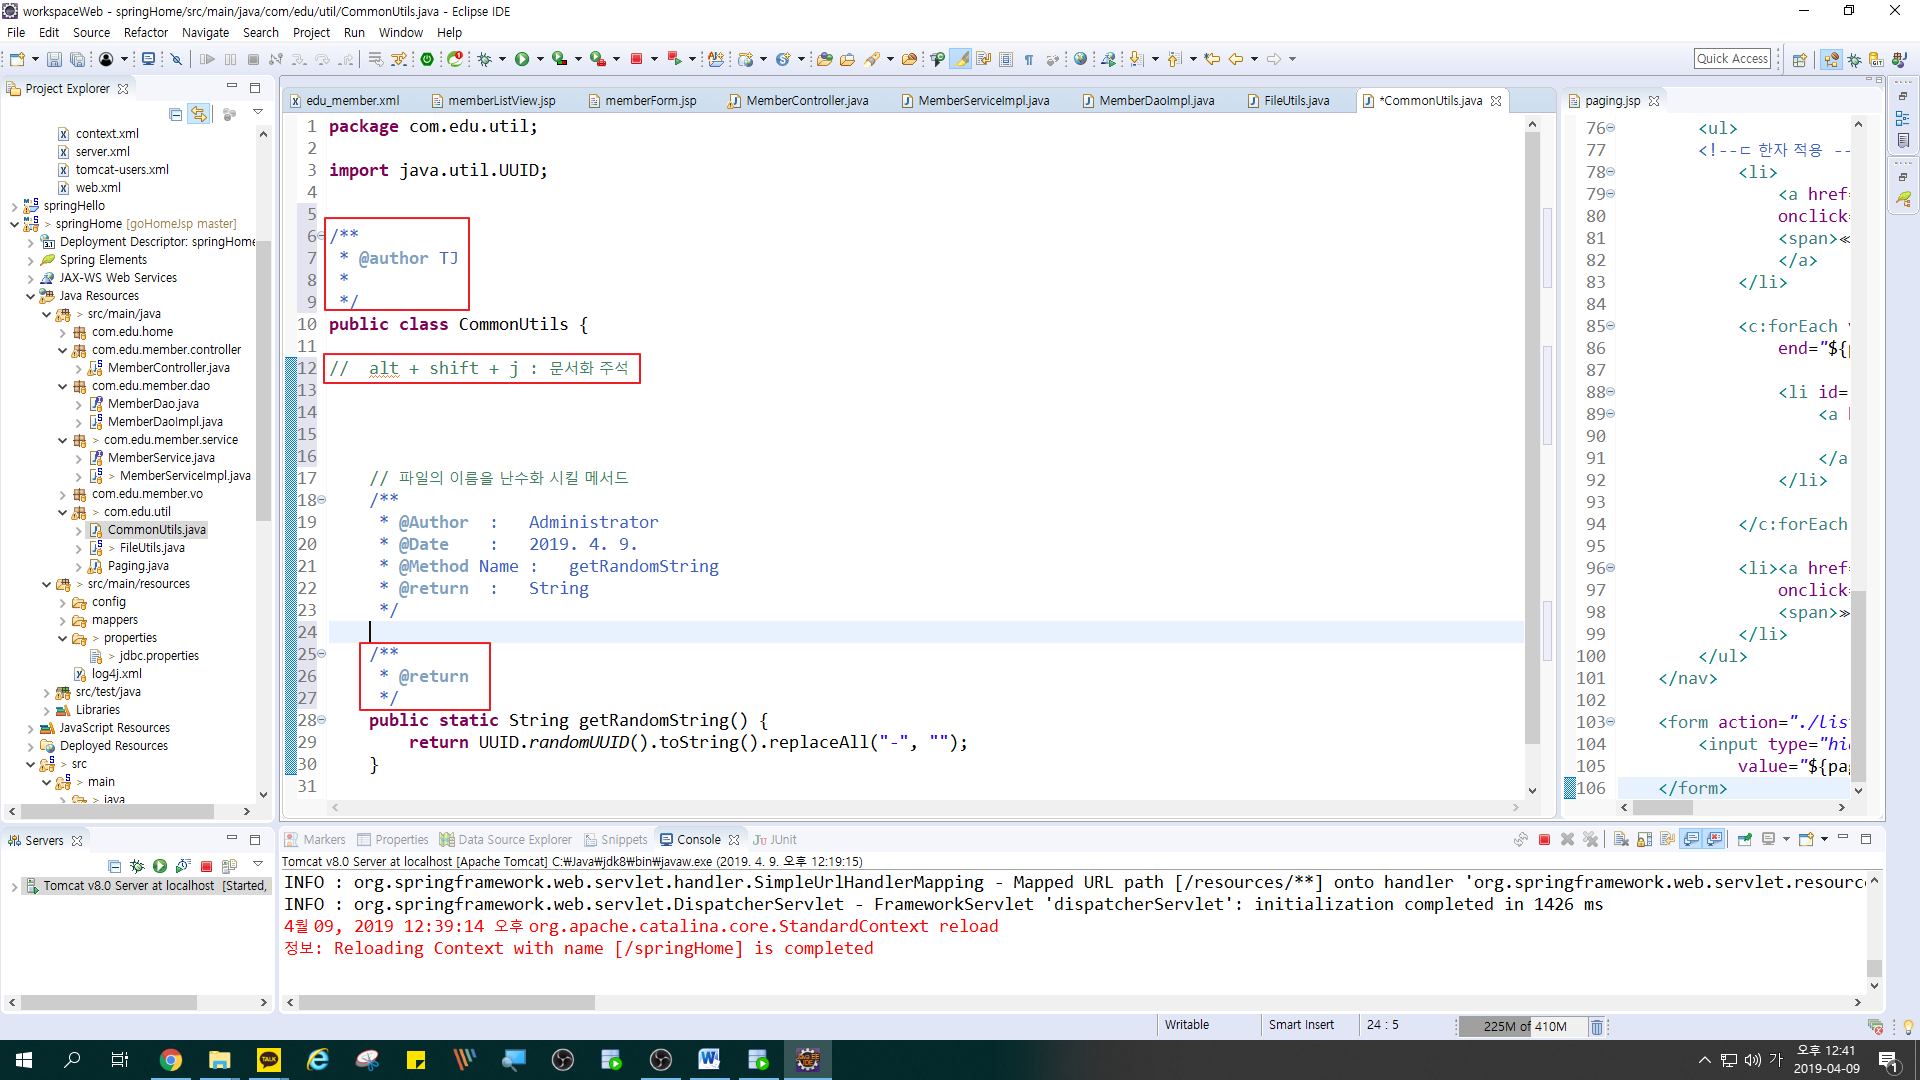 workspaceWeb - springHome/src/main/java/com/edu/util/CommonUtils.java - Eclipse IDE
File Edit Source Refactor Navigate Search Project Run Window Help
Quick Access
Project Explorer
context.xml
server.xml
tomcat-users.xml
web.xml
springHello
> springHome [goHomeJsp master]
Deployment Descriptor: springHome
Spring Elements
JAX-WS Web Services
Java Resources
> src/main/java
com.edu.home
com.edu.member.controller
MemberController.java
com.edu.member.dao
MemberDao.java
MemberDaoImpl.java
> com.edu.member.service
MemberService.java
> MemberServiceImpl.java
com.edu.member.vo
> com.edu.util
CommonUtils.java
> FileUtils.java
Paging.java
> src/main/resources
config
mappers
> properties
> jdbc.properties
log4j.xml
src/test/java
Libraries
JavaScript Resources
Deployed Resources
> src
> main
> java
edu_member.xml memberListView.jsp memberForm.jsp MemberController.java MemberServiceImpl.java MemberDaoImpl.java FileUtils.java *CommonUtils.java
1 package com.edu.util;
2
3 import java.util.UUID;
4
5
6 /**
7 * @author TJ
8 *
9 */
10 public class CommonUtils {
11
12 //  alt + shift + j : 문서화 주석
13
14
15
16
17 // 파일의 이름을 난수화 시킬 메서드
18 /**
19 * @Author  :   Administrator
20 * @Date    :   2019. 4. 9.
21 * @Method Name :   getRandomString
22 * @return  :   String
23 */
24
25 /**
26 * @return
27 */
28 public static String getRandomString() {
29 return UUID.randomUUID().toString().replaceAll("-", "");
30 }
31
paging.jsp
76 <ul>
77 <!--ㄷ 한자 적용 --
78 <li>
79 <a href=
80 onclick=
81 <span>≪
82 </a>
83 </li>
84
85 <c:forEach
86 end="${p
87
88 <li id=
89 <a
90
91 </a
92 </li>
93
94 </c:forEach
95
96 <li><a href=
97 onclick=
98 <span>≫
99 </li>
100 </ul>
101 </nav>
102
103 <form action="./lis
104 <input type="hi
105 value="${pa
106 </form>
Servers
Tomcat v8.0 Server at localhost [Started,
Markers Properties Data Source Explorer Snippets Console JUnit
Tomcat v8.0 Server at localhost [Apache Tomcat] C:₩Java₩jdk8₩bin₩javaw.exe (2019. 4. 9. 오후 12:19:15)
INFO : org.springframework.web.servlet.handler.SimpleUrlHandlerMapping - Mapped URL path [/resources/**] onto handler 'org.springframework.web.servlet.resource
INFO : org.springframework.web.servlet.DispatcherServlet - FrameworkServlet 'dispatcherServlet': initialization completed in 1426 ms
4월 09, 2019 12:39:14 오후 org.apache.catalina.core.StandardContext reload
정보: Reloading Context with name [/springHome] is completed
Writable Smart Insert 24 : 5 225M of 410M
가 오후 12:41
2019-04-09